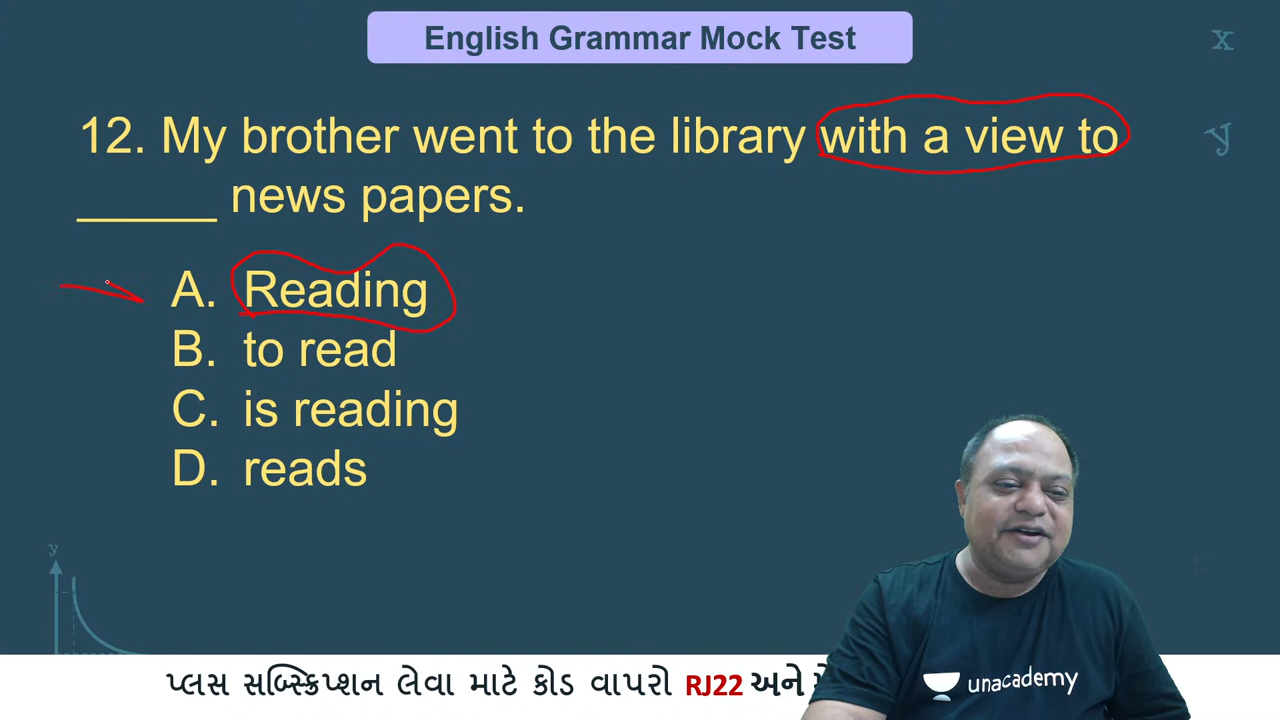 English Grammar Mock Test
x
y
12. My brother went to the library with a view to
_____ news papers.
A. Reading
B. to read
C. is reading
D. reads
y
પ્લસ સબ્સ્ક્રિપ્શન લેવા માટે કોડ વાપરો RJ22 અને
unacademy